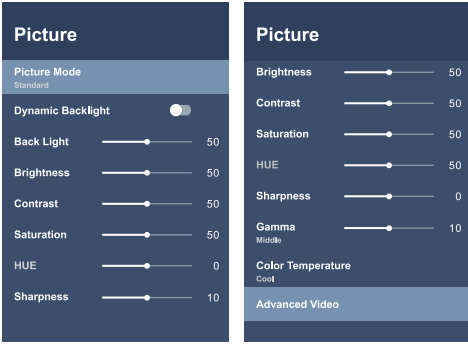 Picture
Picture Mode
Standard
Dynamic Backlight
Back Light 50
Brightness 50
Contrast 50
Saturation 50
HUE 0
Sharpness 10
Picture
Brightness 50
Contrast 50
Saturation 50
HUE 50
Sharpness 0
Gamma 10
Middle
Color Temperature
Cool
Advanced Video